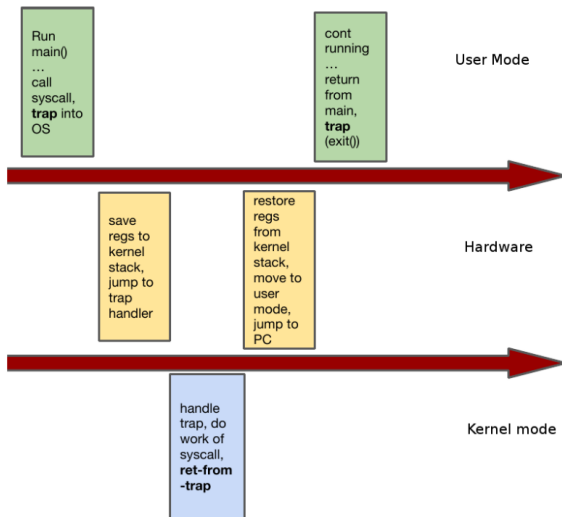 Run
main()
…
call
syscall,
trap into
OS
cont
running
…
return
from
main,
trap
(exit())
User Mode
save
regs to
kernel
stack,
jump to
trap
handler
restore
regs
from
kernel
stack,
move to
user
mode,
jump to
PC
Hardware
handle
trap, do
work of
syscall,
ret-from
-trap
Kernel mode